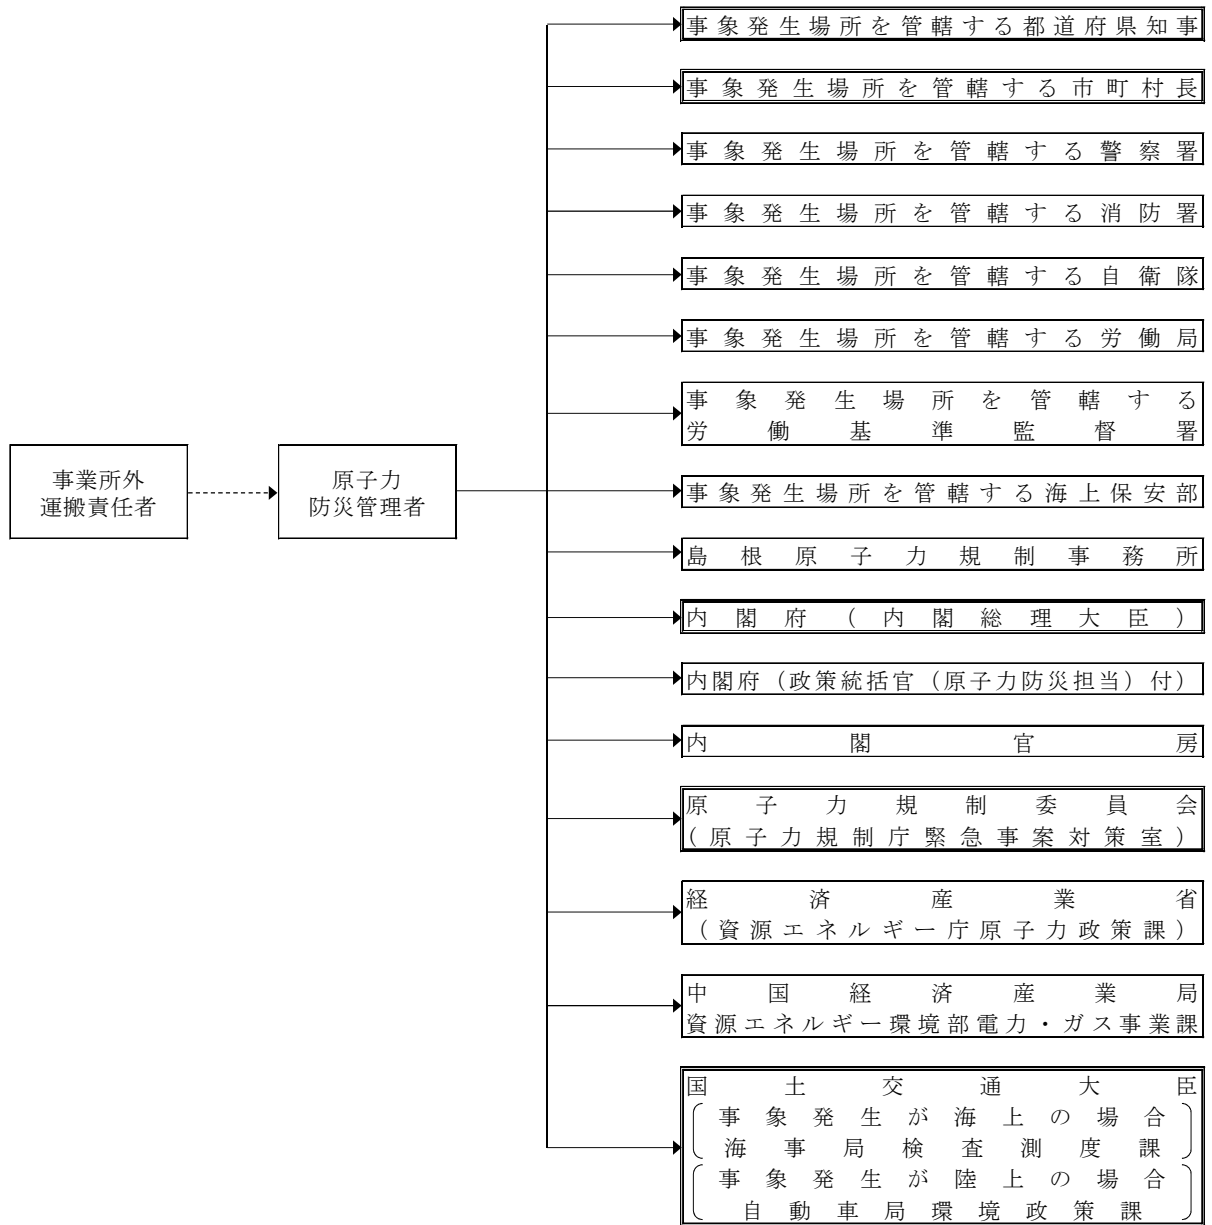 事業所外
運搬責任者
原子力
防災管理者
事象発生場所を管轄する都道府県知事
事象発生場所を管轄する市町村長
事象発生場所を管轄する警察署
事象発生場所を管轄する消防署
事象発生場所を管轄する自衛隊
事象発生場所を管轄する労働局
事象発生場所を管轄する
労働基準監督署
事象発生場所を管轄する海上保安部
島根原子力規制事務所
内閣府(内閣総理大臣)
内閣府(政策統括官(原子力防災担当)付)
内閣官房
原子力規制委員会
(原子力規制庁緊急事案対策室)
経済産業省
(資源エネルギー庁原子力政策課)
中国経済産業局
資源エネルギー環境部電力・ガス事業課
国土交通大臣
事象発生が海上の場合
海事局検査測度課
事象発生が陸上の場合
自動車局環境政策課